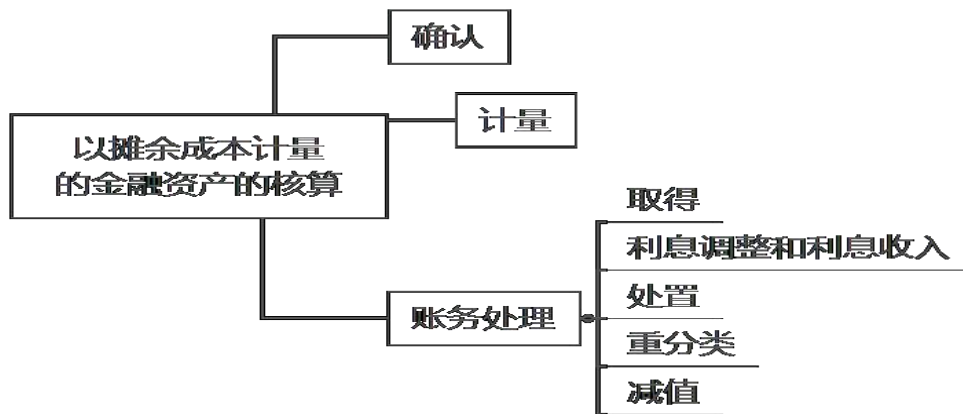 确认
计量
以摊余成本计量
的金融资产的核算
取得
利息调整和利息收入
处置
账务处理
重分类
减值